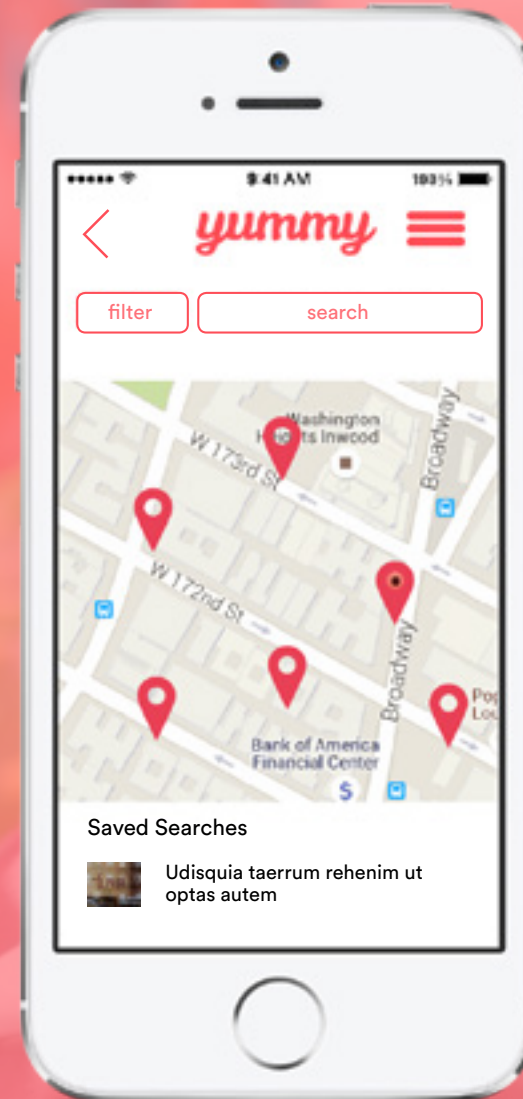 9:41 AM
100%
yummy
filter
search
Washington
Heights Inwood
Broadway
W 173rd St
W 172nd St
Broadway
Bank of America
Financial Center
$
Saved Searches
Udisquia taerrum rehenim ut
optas autem